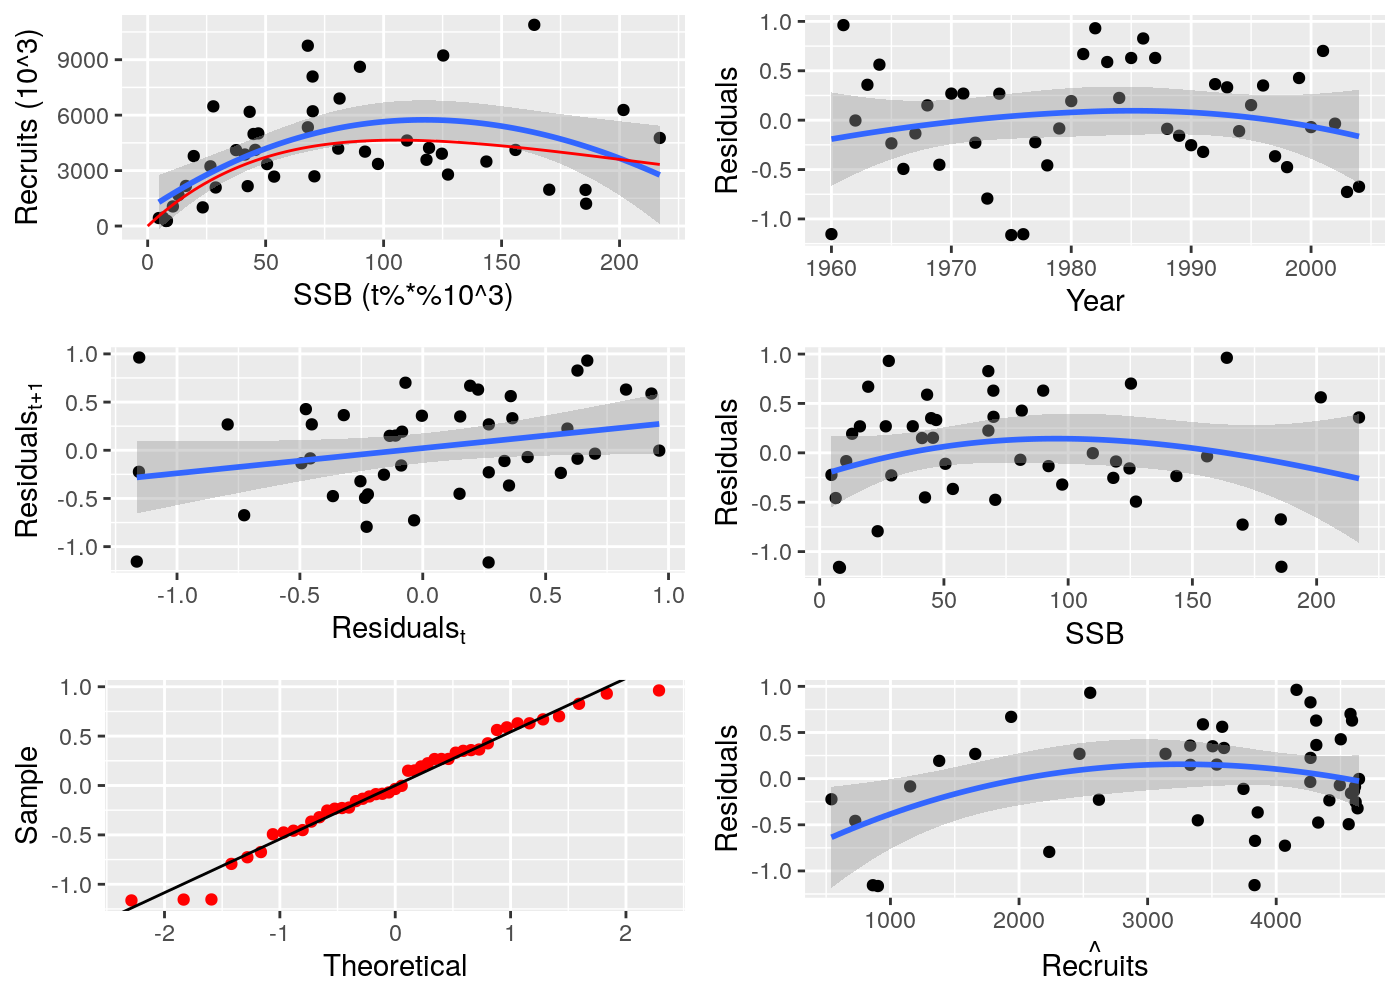 Recruits (10^3)
9000
6000
3000
0
0 50 100 150 200
SSB (t%*%10^3)
Residuals
1.0
0.5
0.0
-0.5
-1.0
1960 1970 1980 1990 2000
Year
Residualst+1
1.0
0.5
0.0
-0.5
-1.0
-1.0 -0.5 0.0 0.5 1.0
Residualst
Residuals
1.0
0.5
0.0
-0.5
-1.0
0 50 100 150 200
SSB
Sample
1.0
0.5
0.0
-0.5
-1.0
-2 -1 0 1 2
Theoretical
Residuals
1.0
0.5
0.0
-0.5
-1.0
1000 2000 3000 4000
^
Recruits